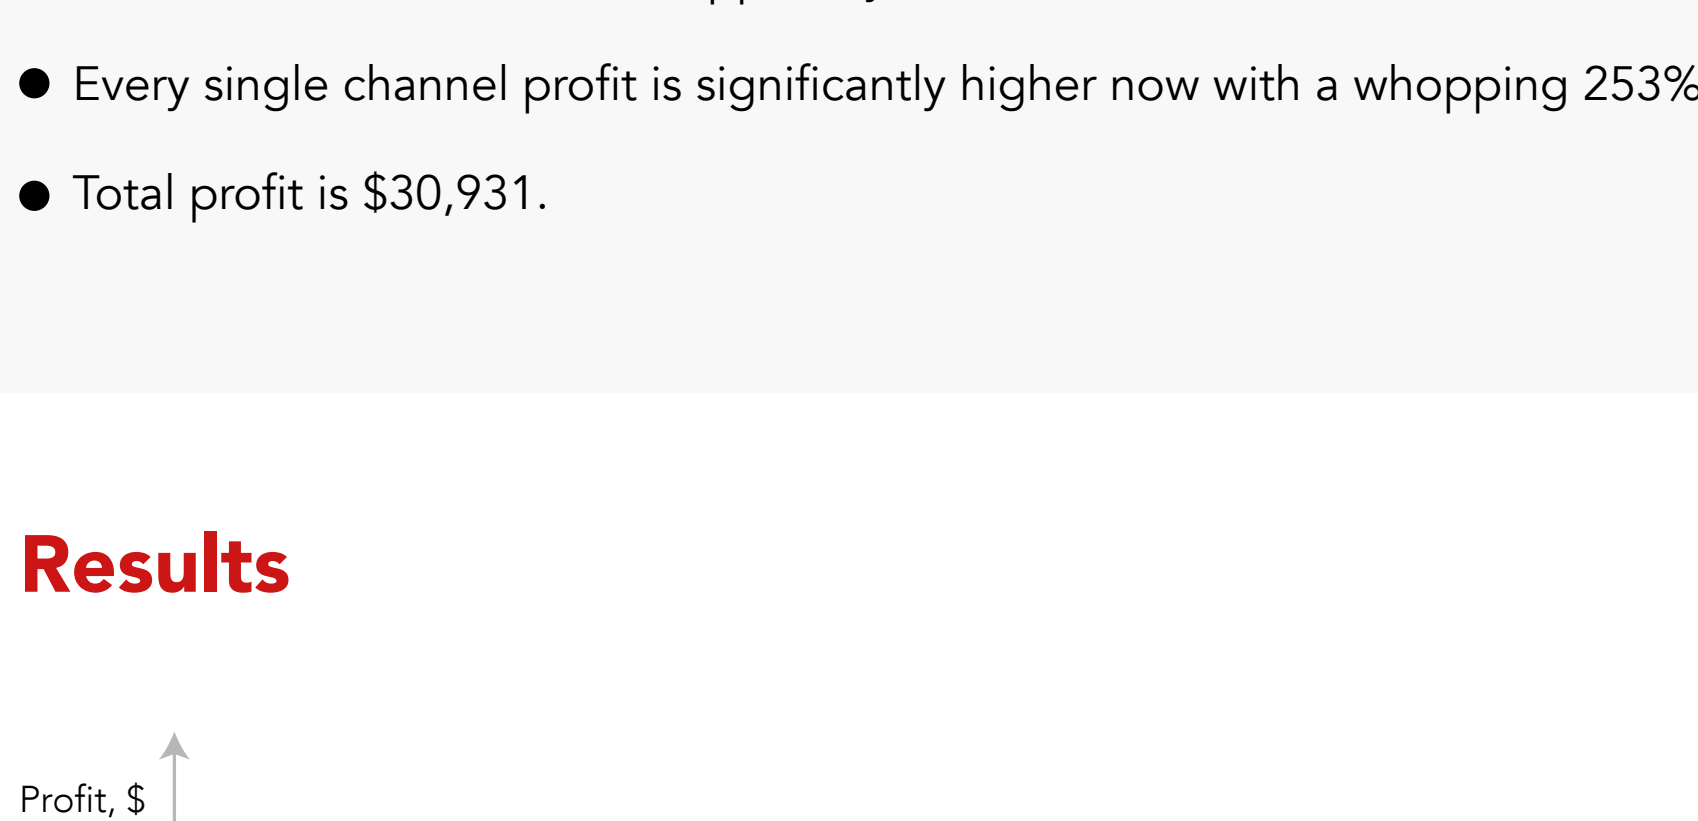 ● Every single channel profit is significantly higher now with a whopping 253%
● Total profit is $30,931.
Results
Profit, $